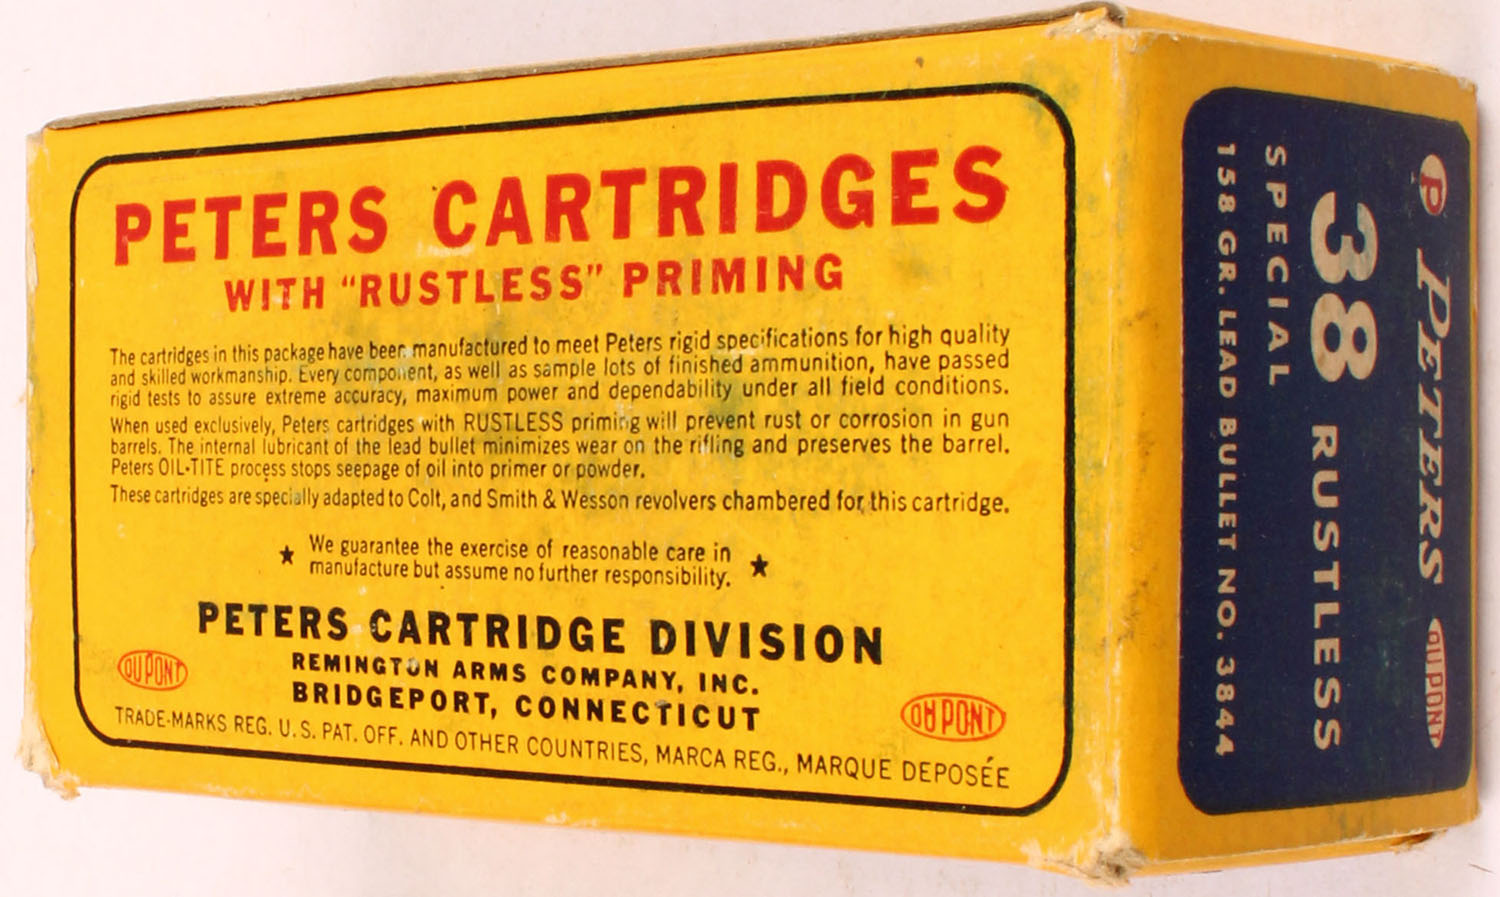 PETERS CARTRIDGES
WITH "RUSTLESS" PRIMING
The cartridges in this package have been manufactured to meet Peters rigid specifications for high quality
and skilled workmanship. Every component, as well as sample lots of finished ammunition, have passed
rigid tests to assure extreme accuracy, maximum power and dependability under all field conditions.
When used exclusively, Peters cartridges with RUSTLESS priming will prevent rust or corrosion in gun
barrels. The internal lubricant of the lead bullet minimizes wear on the rifling and preserves the barrel.
Peters OIL-TITE process stops seepage of oil into primer or powder.
These cartridges are specially adapted to Colt, and Smith & Wesson revolvers chambered for this cartridge.
★ We guarantee the exercise of reasonable care in ★
manufacture but assume no further responsibility.
PETERS CARTRIDGE DIVISION
REMINGTON ARMS COMPANY, INC.
BRIDGEPORT, CONNECTICUT
DU PONT
DU PONT
TRADE-MARKS REG. U.S. PAT. OFF. AND OTHER COUNTRIES, MARCA REG., MARQUE DEPOSÉE
P PETERS DU PONT
38 RUSTLESS
SPECIAL
158 GR. LEAD BULLET NO. 3844